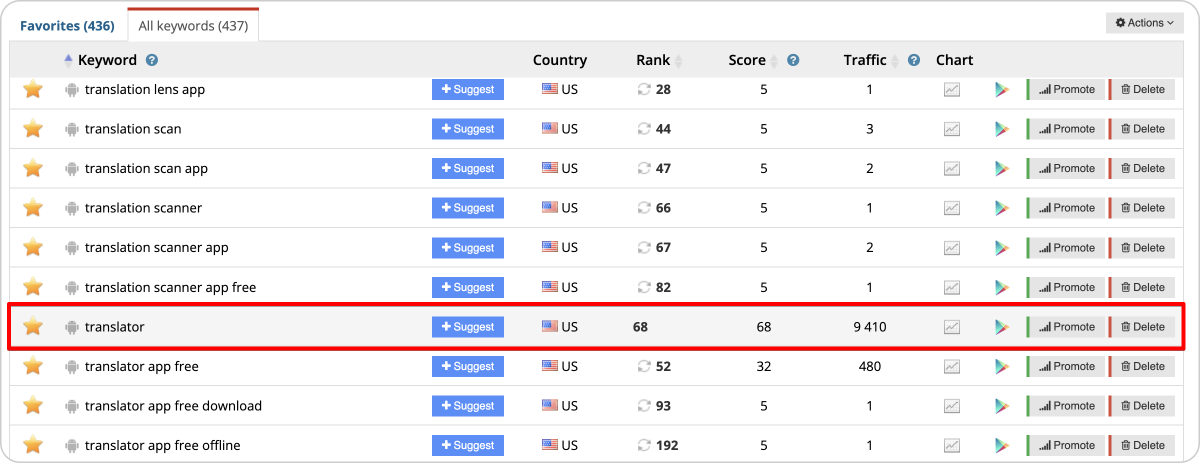 Favorites (436) All keywords (437) Actions
Keyword ? Country Rank Score ? Traffic ? Chart
translation lens app + Suggest US 28 5 1 Promote Delete
translation scan + Suggest US 44 5 3 Promote Delete
translation scan app + Suggest US 47 5 2 Promote Delete
translation scanner + Suggest US 66 5 1 Promote Delete
translation scanner app + Suggest US 67 5 2 Promote Delete
translation scanner app free + Suggest US 82 5 1 Promote Delete
translator + Suggest US 68 68 9 410 Promote Delete
translator app free + Suggest US 52 32 480 Promote Delete
translator app free download + Suggest US 93 5 1 Promote Delete
translator app free offline + Suggest US 192 5 1 Promote Delete